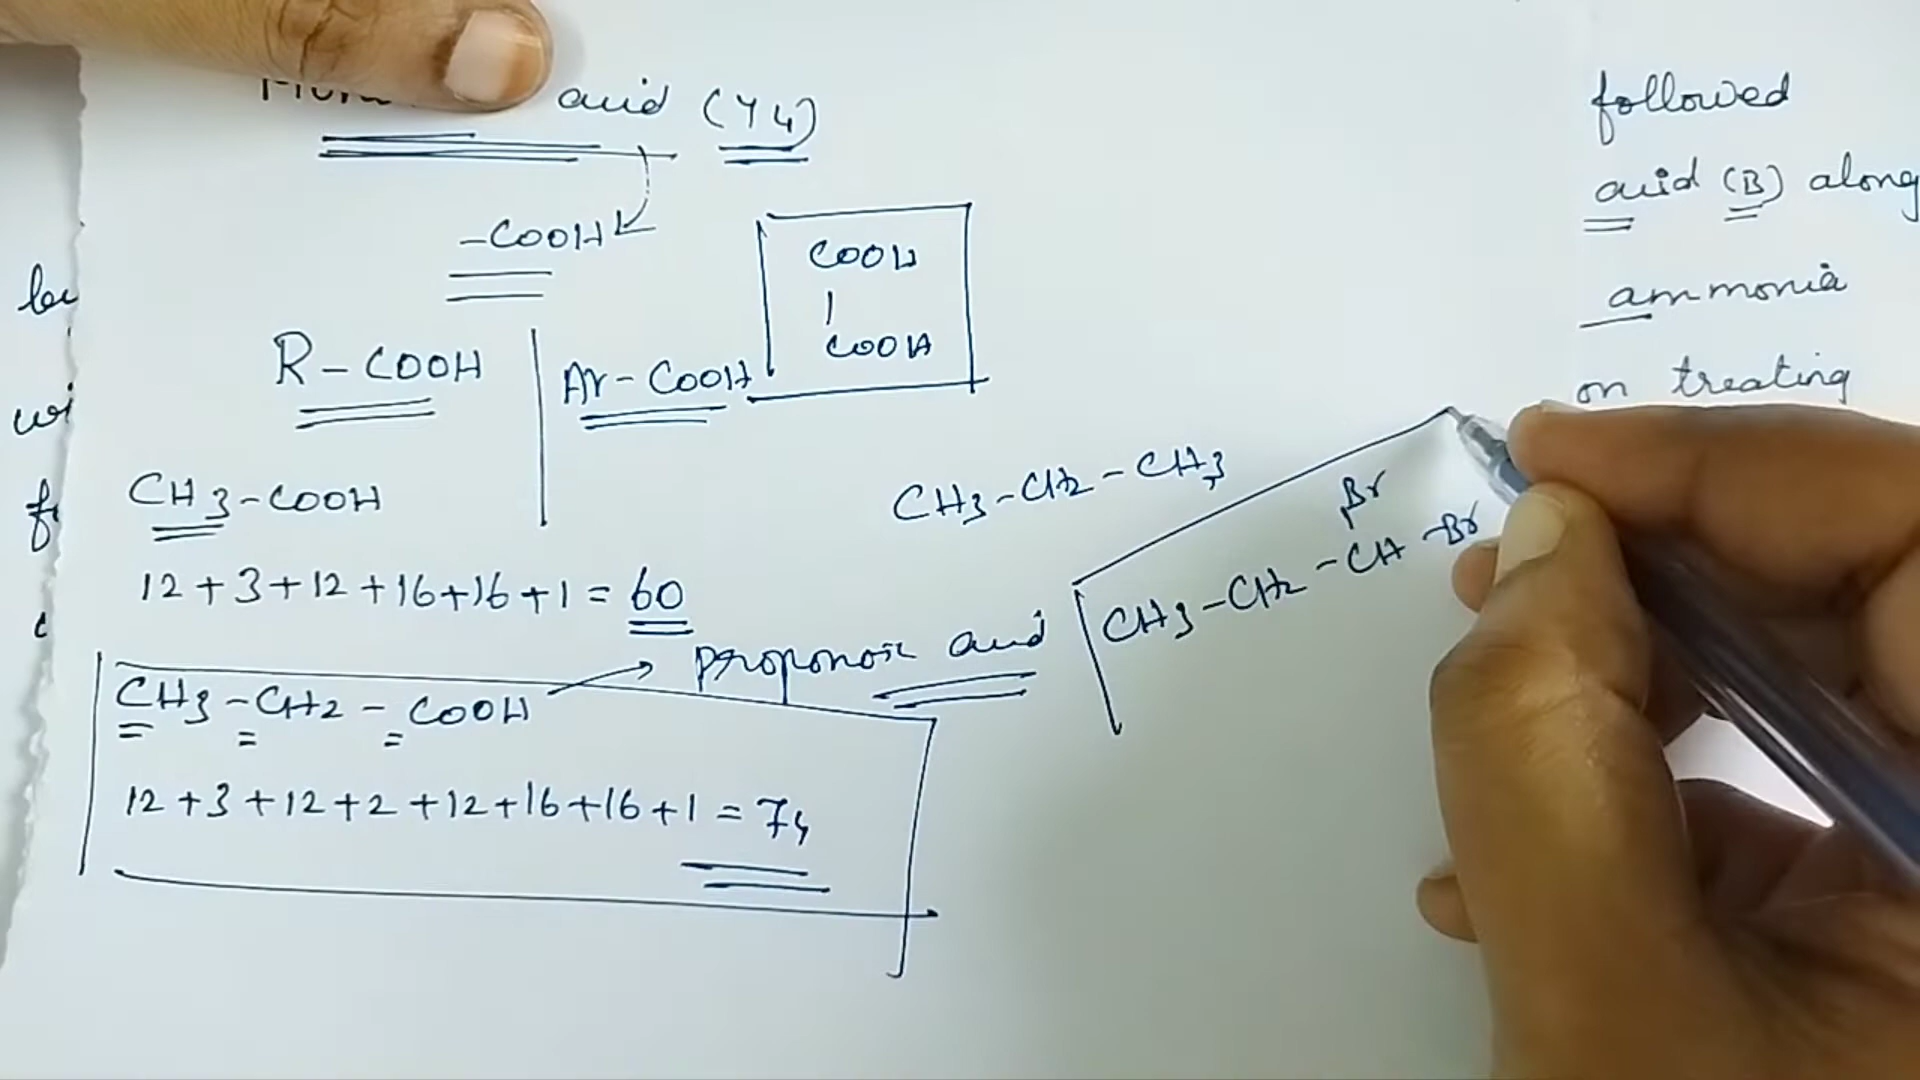 acid (74)
-COOH
COOH
|
COOH
R-COOH
Ar-COOH
CH3-COOH
12+3+12+16+16+1=60
CH3-CH2-COOH
Proponoic acid
12+3+12+2+12+16+16+1=74
CH3-CH2-CH3
Br
CH3-CH2-CH-Br
followed
acid (B) along
ammonia
on treating